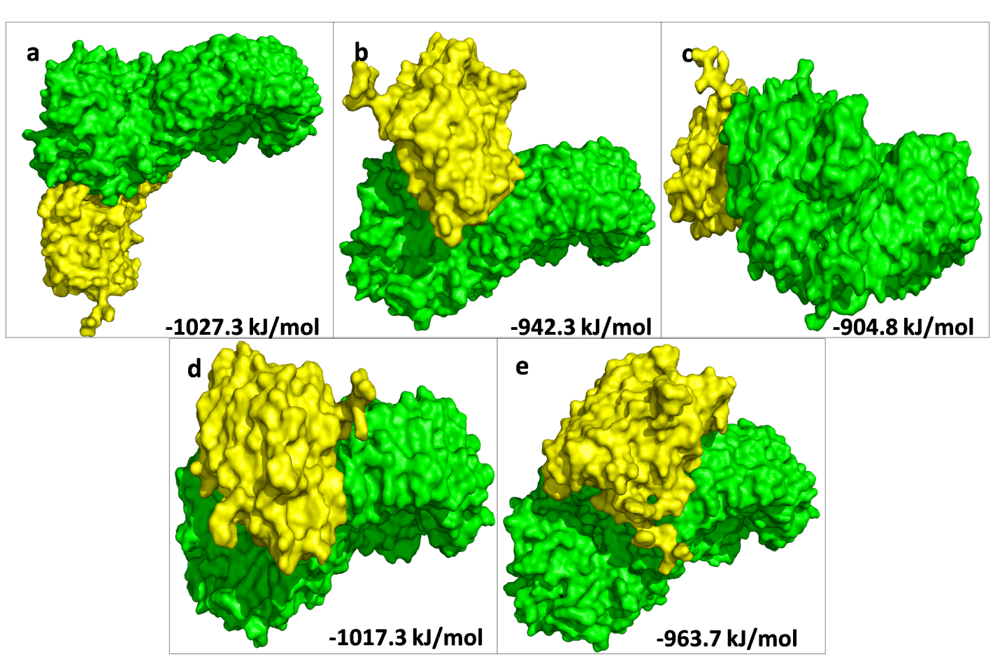 a
b
c
-1027.3 kJ/mol
-942.3 kJ/mol
-904.8 kJ/mol
d
e
-1017.3 kJ/mol
-963.7 kJ/mol